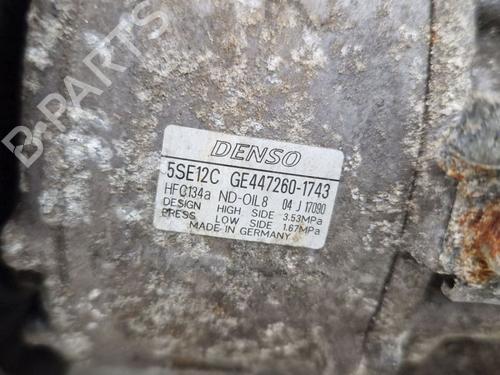 B-PARTS
DENSO
5SE12C GE447260-1743
HFC134a ND-OIL8 04 J 17090
DESIGN HIGH SIDE 3.53MPa
PRESS LOW SIDE 1.67MPa
MADE IN GERMANY